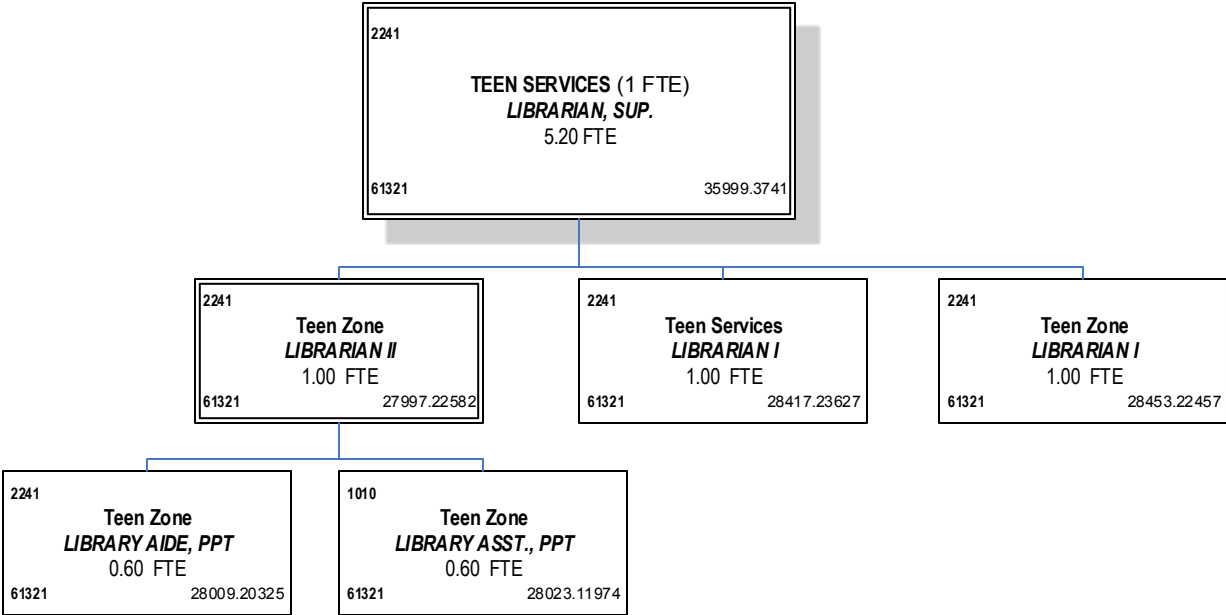 2241
TEEN SERVICES (1 FTE)
LIBRARIAN, SUP.
5.20 FTE
61321 35999.3741
2241
Teen Zone
LIBRARIAN II
1.00 FTE
61321 27997.22582
2241
Teen Services
LIBRARIAN I
1.00 FTE
61321 28417.23627
2241
Teen Zone
LIBRARIAN I
1.00 FTE
61321 28453.22457
2241
Teen Zone
LIBRARY AIDE, PPT
0.60 FTE
61321 28009.20325
1010
Teen Zone
LIBRARY ASST., PPT
0.60 FTE
61321 28023.11974